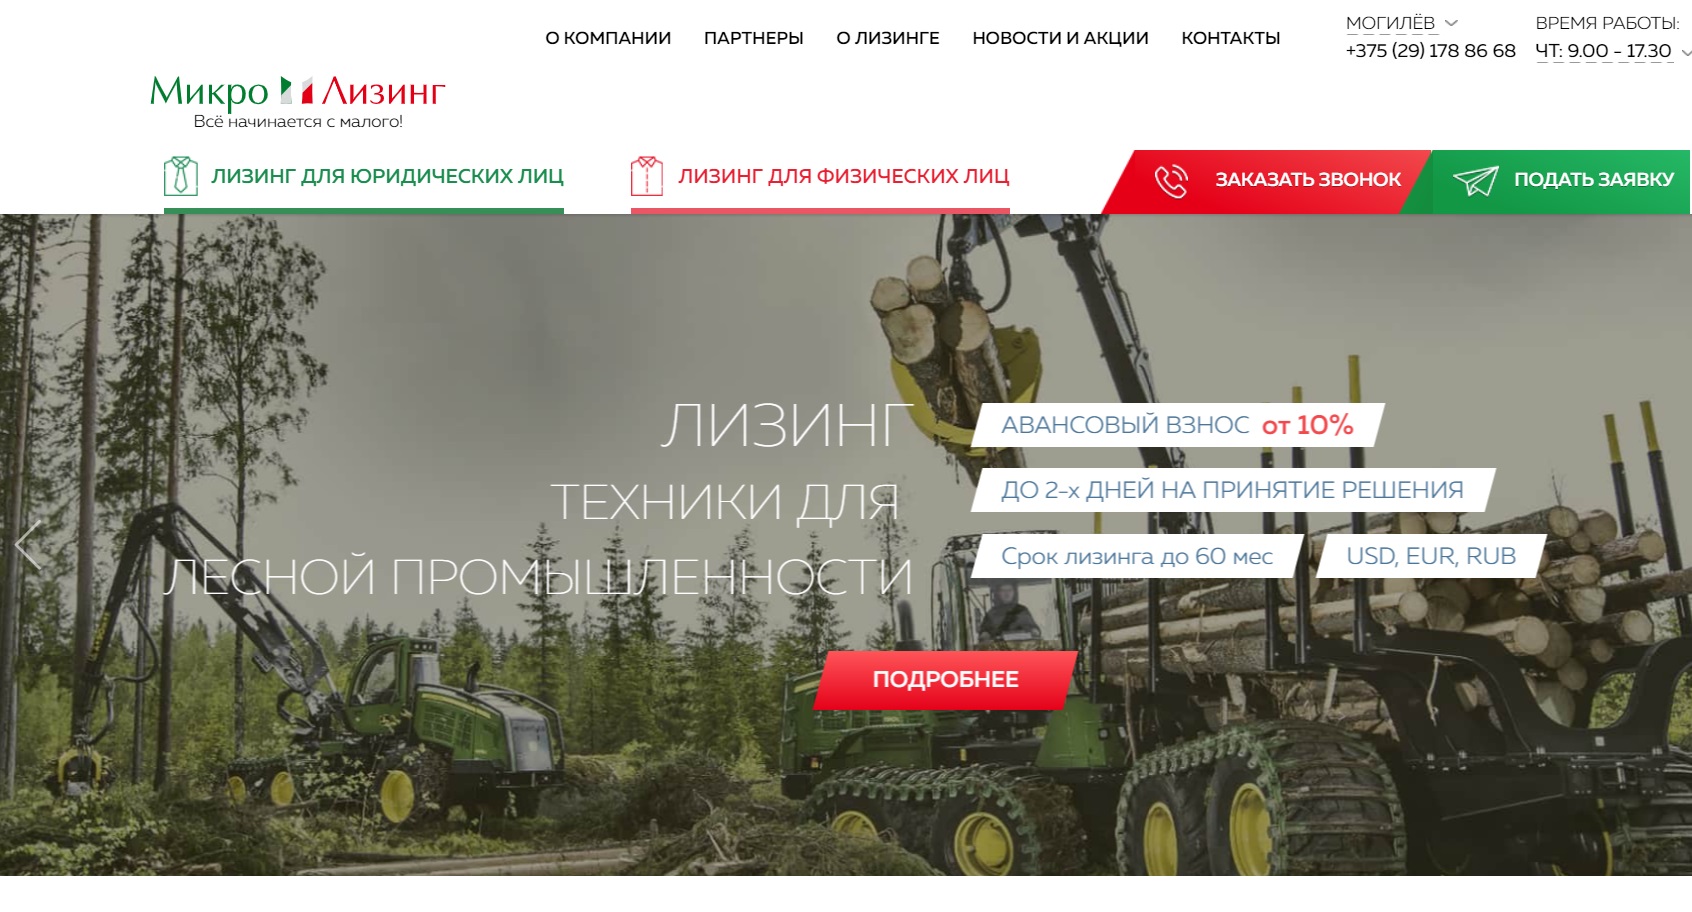 О КОМПАНИИ ПАРТНЕРЫ О ЛИЗИНГЕ НОВОСТИ И АКЦИИ КОНТАКТЫ
МОГИЛЁВ
+375 (29) 178 86 68
ВРЕМЯ РАБОТЫ:
ЧТ: 9.00 - 17.30
Микро Лизинг
Всё начинается с малого!
ЛИЗИНГ ДЛЯ ЮРИДИЧЕСКИХ ЛИЦ
ЛИЗИНГ ДЛЯ ФИЗИЧЕСКИХ ЛИЦ
ЗАКАЗАТЬ ЗВОНОК
ПОДАТЬ ЗАЯВКУ
ЛИЗИНГ
ТЕХНИКИ ДЛЯ
ЛЕСНОЙ ПРОМЫШЛЕННОСТИ
АВАНСОВЫЙ ВЗНОС от 10%
ДО 2-х ДНЕЙ НА ПРИНЯТИЕ РЕШЕНИЯ
Срок лизинга до 60 мес
USD, EUR, RUB
ПОДРОБНЕЕ